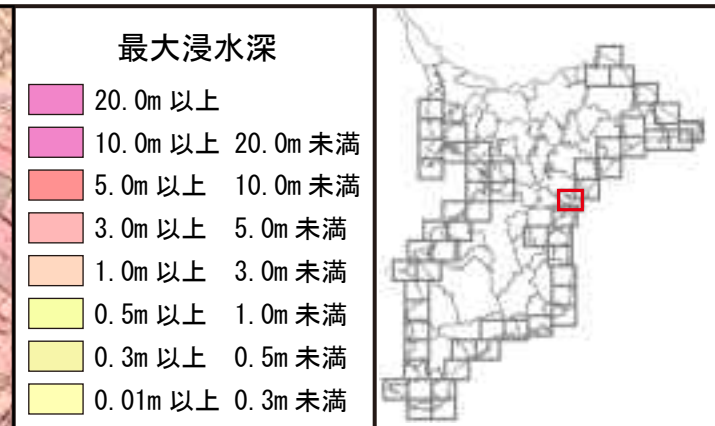 最大浸水深
20.0m 以上
10.0m 以上 20.0m 未満
5.0m 以上 10.0m 未満
3.0m 以上 5.0m 未満
1.0m 以上 3.0m 未満
0.5m 以上 1.0m 未満
0.3m 以上 0.5m 未満
0.01m 以上 0.3m 未満